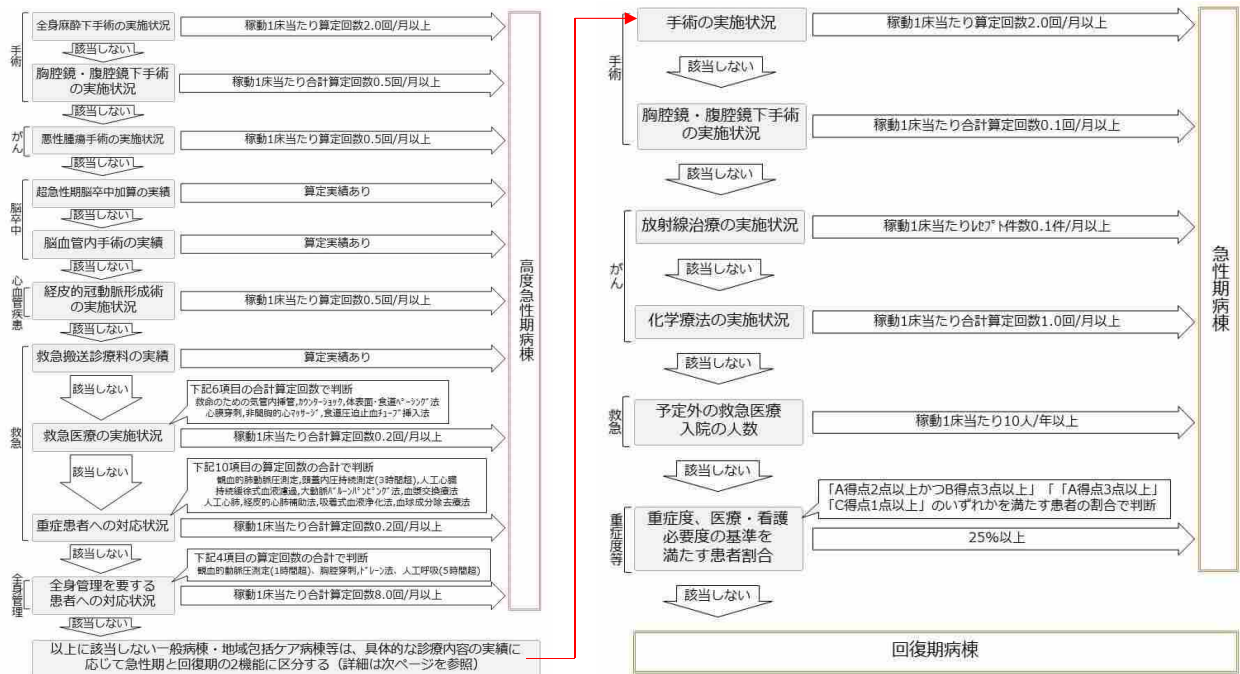 手術
全身麻酔下手術の実施状況
稼動1床当たり算定回数2.0回/月以上
該当しない
胸腔鏡・腹腔鏡下手術
の実施状況
稼動1床当たり合計算定回数0.5回/月以上
該当しない
がん
悪性腫瘍手術の実施状況
稼動1床当たり算定回数0.5回/月以上
該当しない
脳卒中
超急性期脳卒中加算の実績
算定実績あり
該当しない
脳血管内手術の実績
算定実績あり
該当しない
心血管疾患
経皮的冠動脈形成術
の実施状況
稼動1床当たり算定回数0.5回/月以上
該当しない
救急
救急搬送診療料の実績
算定実績あり
該当しない
下記6項目の合計算定回数で判断
救命のための気管内挿管,ｶｳﾝﾀｰｼｮｯｸ,体表面・食道ﾍﾟｰｼﾝｸﾞ法
心膜穿刺,非開胸的心ﾏｯｻｰｼﾞ,食道圧迫止血ﾁｭｰﾌﾞ挿入法
救急医療の実施状況
稼動1床当たり合計算定回数0.2回/月以上
該当しない
下記10項目の算定回数の合計で判断
観血的肺動脈圧測定,頭蓋内圧持続測定(3時間超),人工心臓
持続緩徐式血液濾過,大動脈ﾊﾞﾙｰﾝﾊﾟﾝﾋﾟﾝｸﾞ法,血漿交換療法
人工心肺,経皮的心肺補助法,吸着式血液浄化法,血球成分除去療法
重症患者への対応状況
稼動1床当たり合計算定回数0.2回/月以上
該当しない
下記4項目の算定回数の合計で判断
観血的動脈圧測定(1時間超)、胸腔穿刺,ﾄﾞﾚｰﾝ法、人工呼吸(5時間超)
全身管理
全身管理を要する
患者への対応状況
稼動1床当たり合計算定回数8.0回/月以上
該当しない
以上に該当しない一般病棟・地域包括ケア病棟等は、具体的な診療内容の実績に
応じて急性期と回復期の2機能に区分する（詳細は次ページを参照）
高度急性期病棟
手術
手術の実施状況
稼動1床当たり算定回数2.0回/月以上
該当しない
胸腔鏡・腹腔鏡下手術
の実施状況
稼動1床当たり合計算定回数0.1回/月以上
該当しない
がん
放射線治療の実施状況
稼動1床当たりﾚｾﾌﾟﾄ件数0.1件/月以上
該当しない
化学療法の実施状況
稼動1床当たり合計算定回数1.0回/月以上
該当しない
救急
予定外の救急医療
入院の人数
稼動1床当たり10人/年以上
該当しない
「A得点2点以上かつB得点3点以上」「「A得点3点以上」
「C得点1点以上」のいずれかを満たす患者の割合で判断
重症度等
重症度、医療・看護
必要度の基準を
満たす患者割合
25%以上
該当しない
急性期病棟
回復期病棟